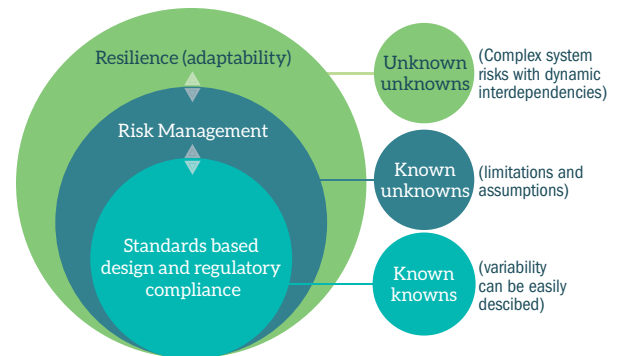 Resilience (adaptability)
Risk Management
Standards based
design and regulatory
compliance
Unknown
unknowns
(Complex system
risks with dynamic
interdependencies)
Known
unknowns
(limitations and
assumptions)
Known
knowns
(variability
can be easily
descibed)